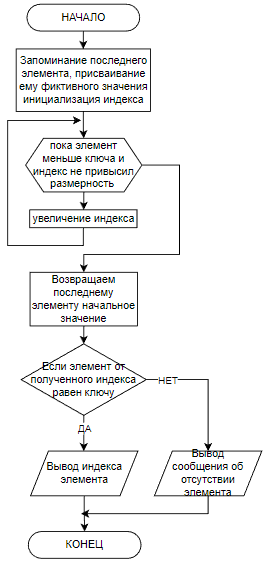 НАЧАЛО
Запоминание последнего
элемента, присваивание
ему фиктивного значения
инициализация индекса
пока элемент
меньше ключа и
индекс не привысил
размерность
увеличение индекса
Возвращаем
последнему
элементу начальное
значение
Если элемент от
полученного индекса
равен ключу
НЕТ
ДА
Вывод индекса
элемента
Вывод
сообщения об
отсутствии
элемента
КОНЕЦ